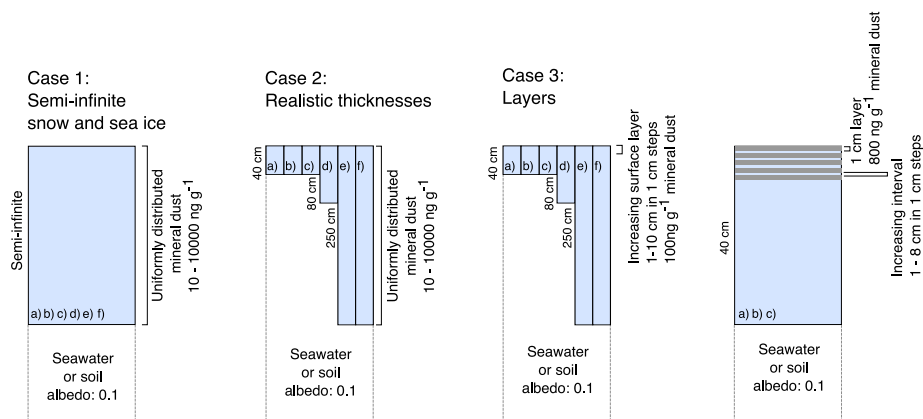 Case 1:
Semi-infinite
snow and sea ice
Semi-infinite
a) b) c) d) e) f)
Uniformly distributed
mineral dust
10 - 10000 ng g-1
Seawater
or soil
albedo: 0.1
Case 2:
Realistic thicknesses
40 cm
a) b) c) d) e) f)
80 cm
250 cm
Uniformly distributed
mineral dust
10 - 10000 ng g-1
Seawater
or soil
albedo: 0.1
Case 3:
Layers
40 cm
a) b) c) d) e) f)
80 cm
250 cm
Increasing surface layer
1-10 cm in 1 cm steps
100ng g-1 mineral dust
Seawater
or soil
albedo: 0.1
1 cm layer
800 ng g-1 mineral dust
Increasing interval
1 - 8 cm in 1 cm steps
40 cm
a) b) c)
Seawater
or soil
albedo: 0.1